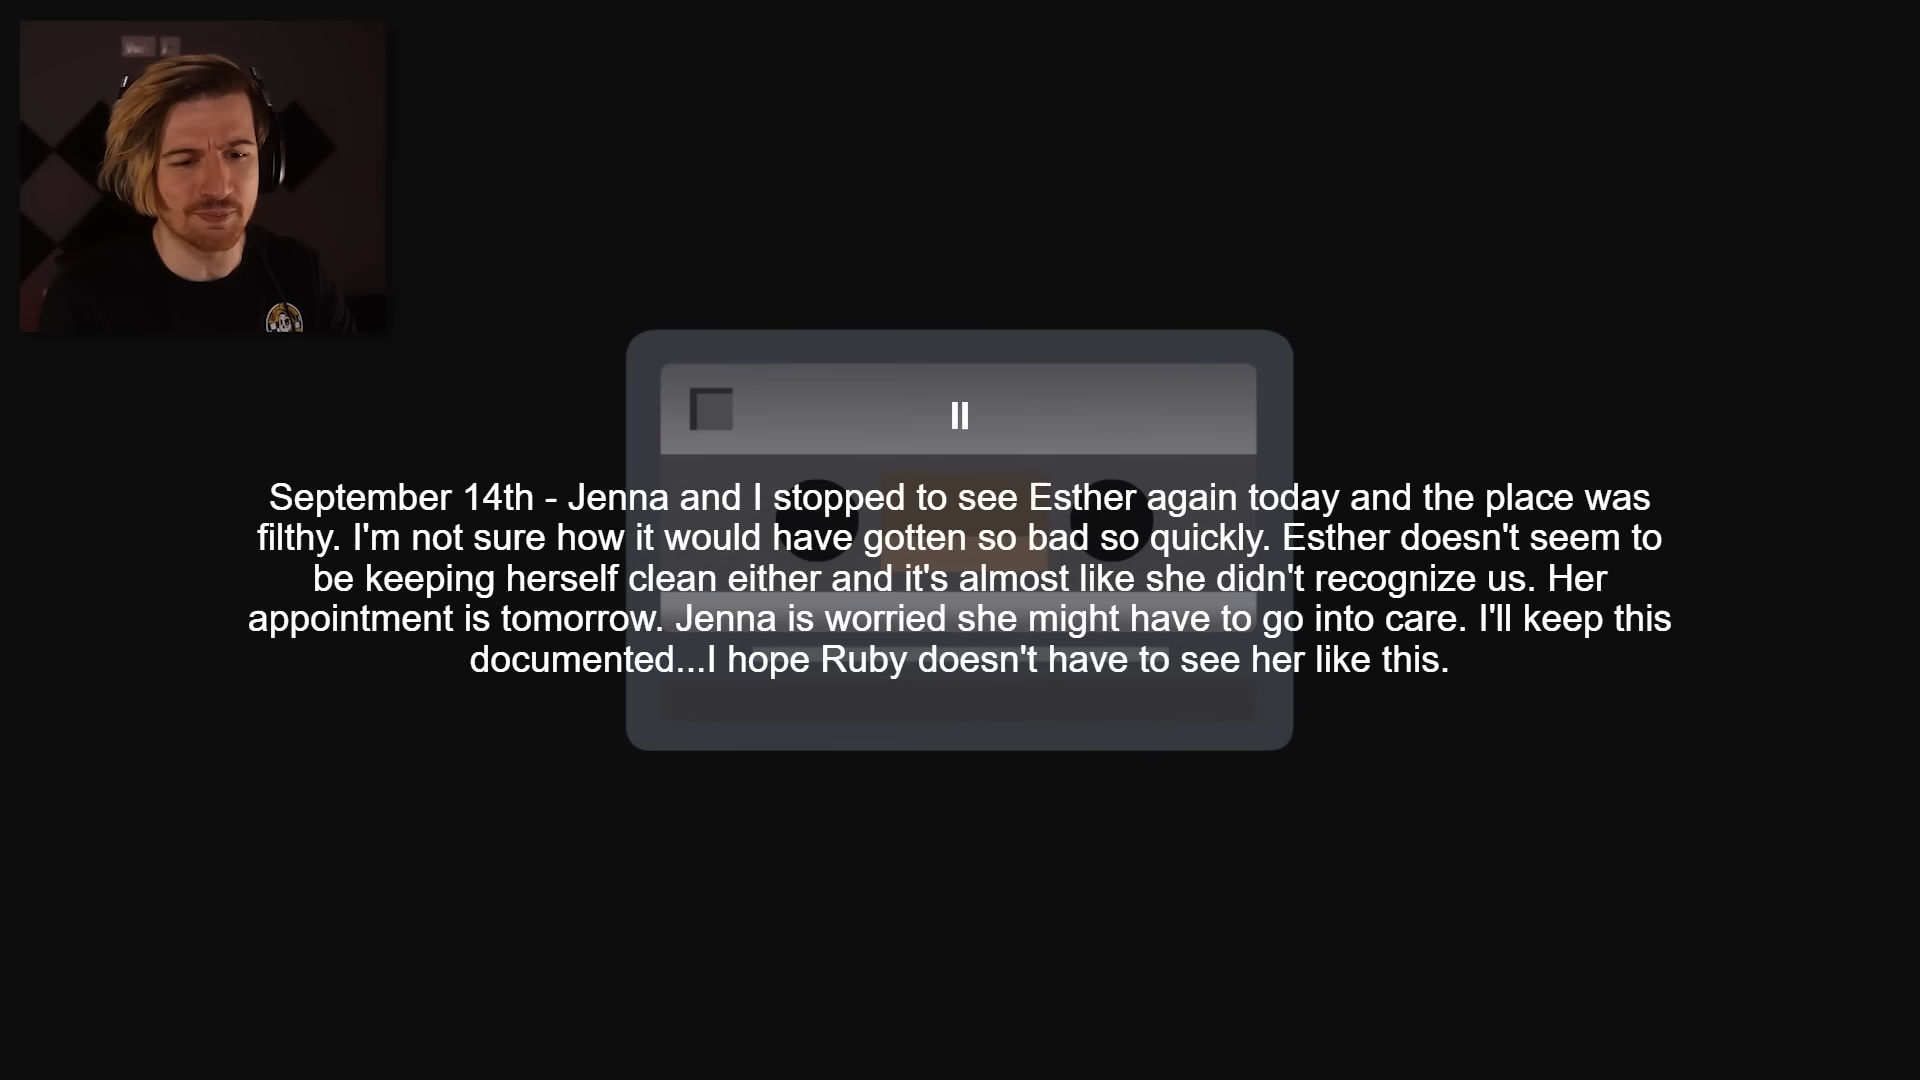 II
September 14th - Jenna and I stopped to see Esther again today and the place was
filthy. I'm not sure how it would have gotten so bad so quickly. Esther doesn't seem to
be keeping herself clean either and it's almost like she didn't recognize us. Her
appointment is tomorrow. Jenna is worried she might have to go into care. I'll keep this
documented...I hope Ruby doesn't have to see her like this.